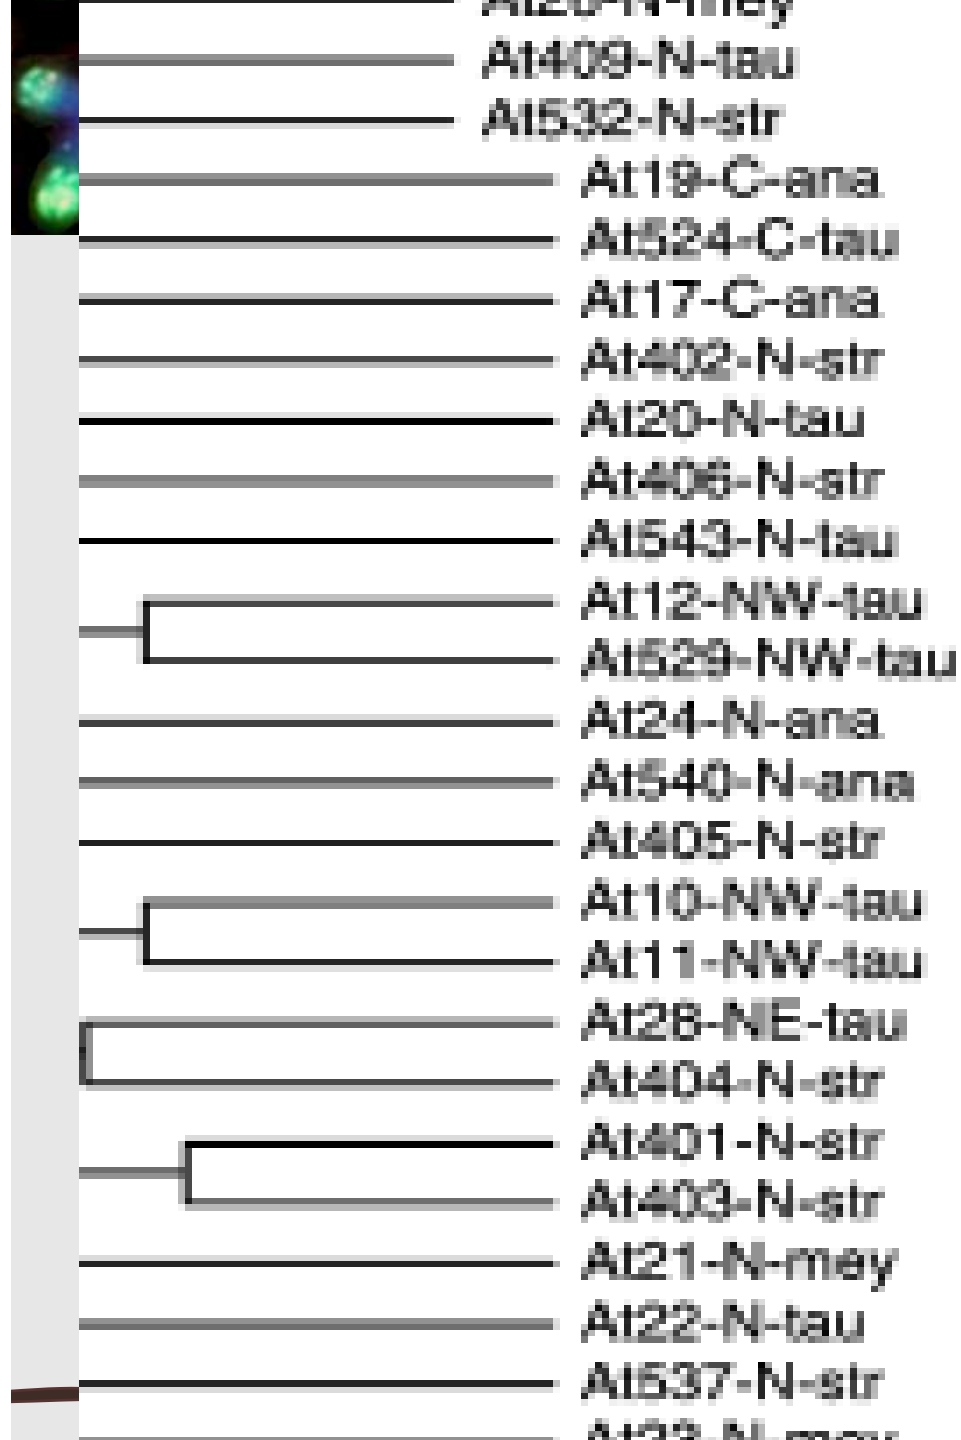 At409-N-tau
At532-N-str
At19-C-ana
At524-C-tau
At17-C-ana
At402-N-str
At20-N-tau
At406-N-str
At543-N-tau
At12-NW-tau
At529-NW-tau
At24-N-ana
At540-N-ana
At405-N-str
At10-NW-tau
At11-NW-tau
At28-NE-tau
At404-N-str
At401-N-str
At403-N-str
At21-N-mey
At22-N-tau
At537-N-str